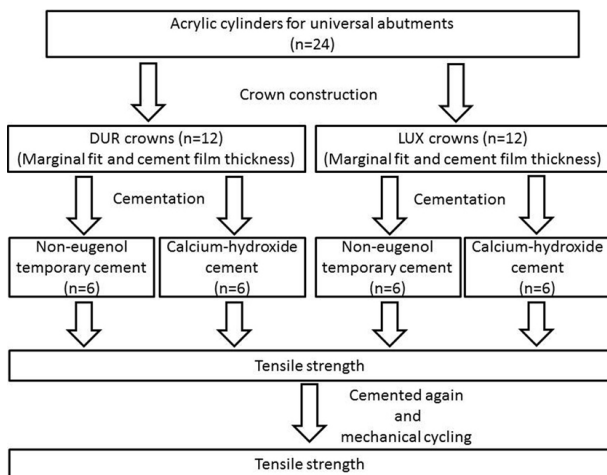 Acrylic cylinders for universal abutments
(n=24)
Crown construction
DUR crowns (n=12)
(Marginal fit and cement film thickness)
LUX crowns (n=12)
(Marginal fit and cement film thickness)
Cementation
Cementation
Non-eugenol
temporary cement
(n=6)
Calcium-hydroxide
cement
(n=6)
Non-eugenol
temporary cement
(n=6)
Calcium-hydroxide
cement
(n=6)
Tensile strength
Cemented again
and
mechanical cycling
Tensile strength